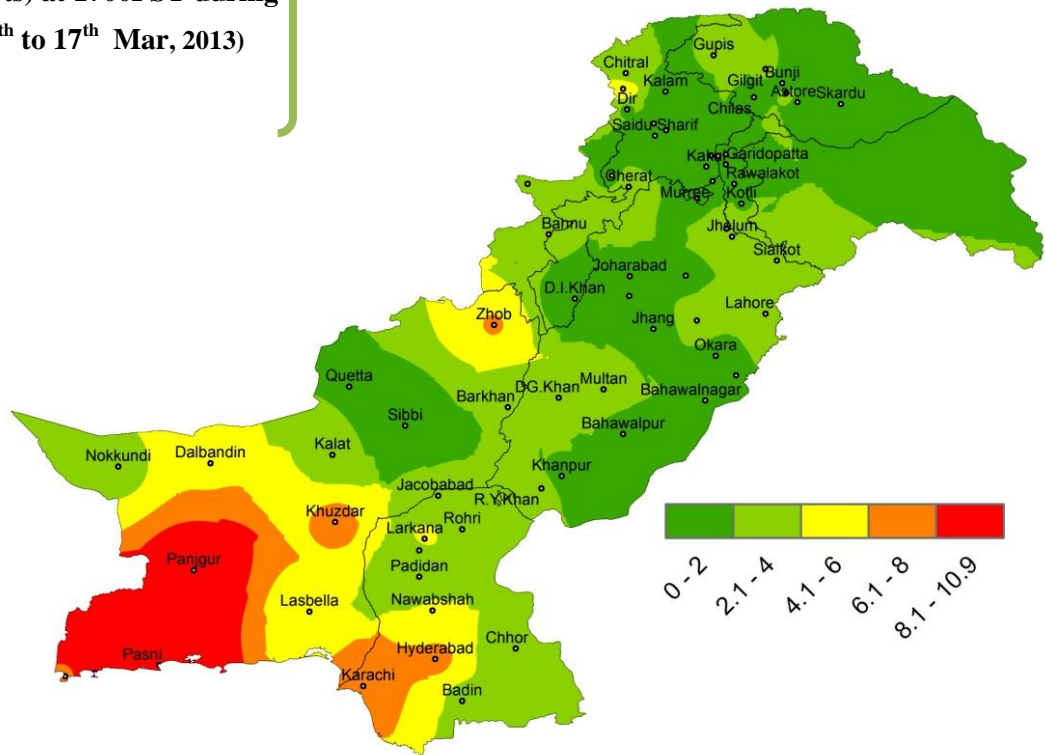 at 1700PST during
th to 17th Mar, 2013)
Gupis
Chitral
Bunji
Kalam
Gilgit
Astore Skardu
Dir
Chilas
Saidu Sharif
Garidopatta
Cherat
Rawalakot
Murree
Kotli
Bannu
Jhelum
Sialkot
Joharabad
D.I.Khan
Lahore
Zhob
Jhang
Okara
Quetta
DG.Khan
Multan
Barkhan
Bahawalnagar
Sibbi
Bahawalpur
Kalat
Nokkundi
Dalbandin
Khanpur
Jacobabad
R.Y.Khan
Khuzdar
Larkana
Rohri
Panjgur
Padidan
Lasbella
Nawabshah
Chhor
Hyderabad
Pasni
Karachi
Badin
0 - 2
2.1 - 4
4.1 - 6
6.1 - 8
8.1 - 10.9